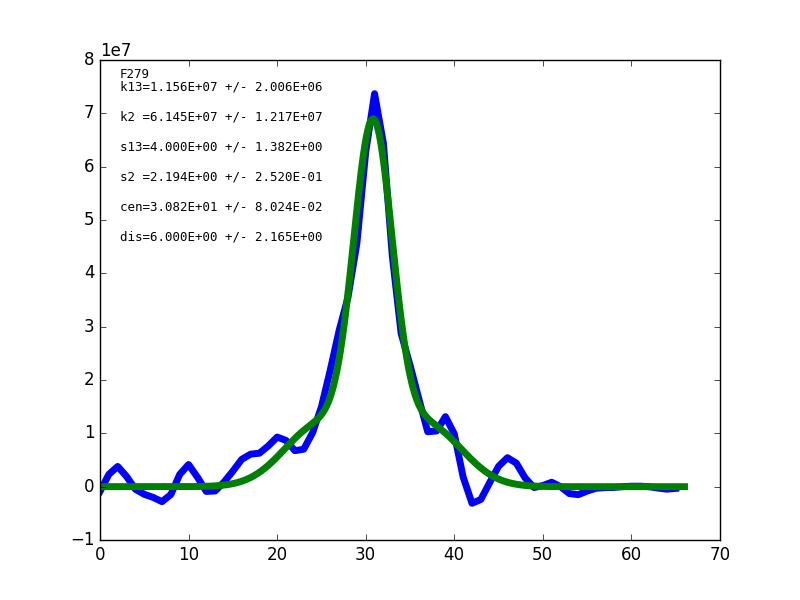 1e7
8
F279
k13=1.156E+07 +/- 2.006E+06
7
k2 =6.145E+07 +/- 1.217E+07
s13=4.000E+00 +/- 1.382E+00
6
s2 =2.194E+00 +/- 2.520E-01
cen=3.082E+01 +/- 8.024E-02
5
dis=6.000E+00 +/- 2.165E+00
4
3
2
1
0
−1
0 10 20 30 40 50 60 70